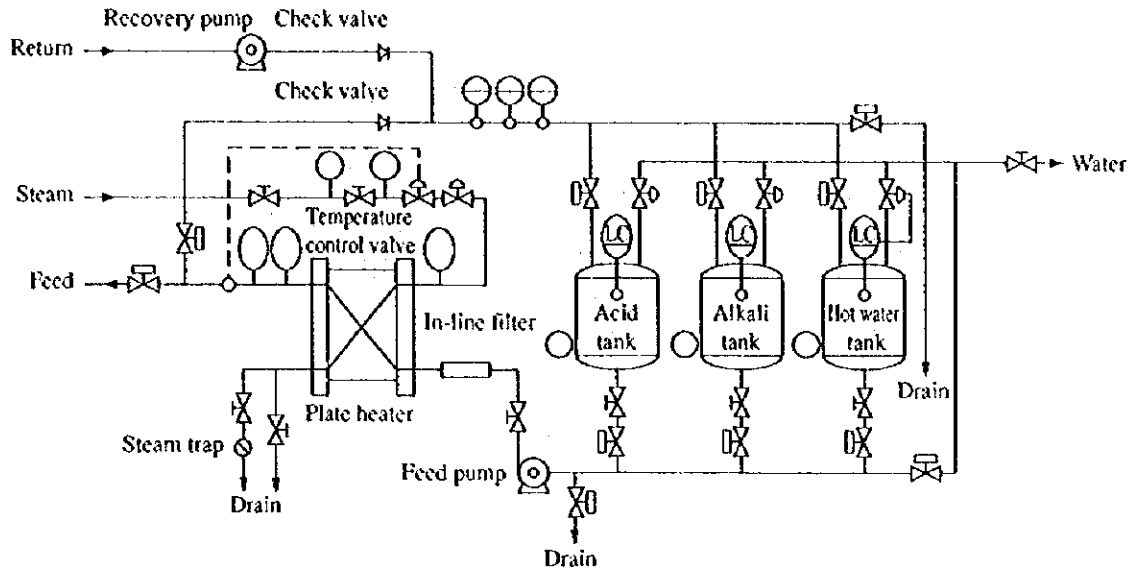 Recovery pump
Check valve
Return
Check valve
Water
Steam
Temperature
control valve
LC
LC
LC
Feed
In-line filter
Acid
tank
Alkali
tank
Hot water
tank
Drain
Plate heater
Steam trap
Feed pump
Drain
Drain